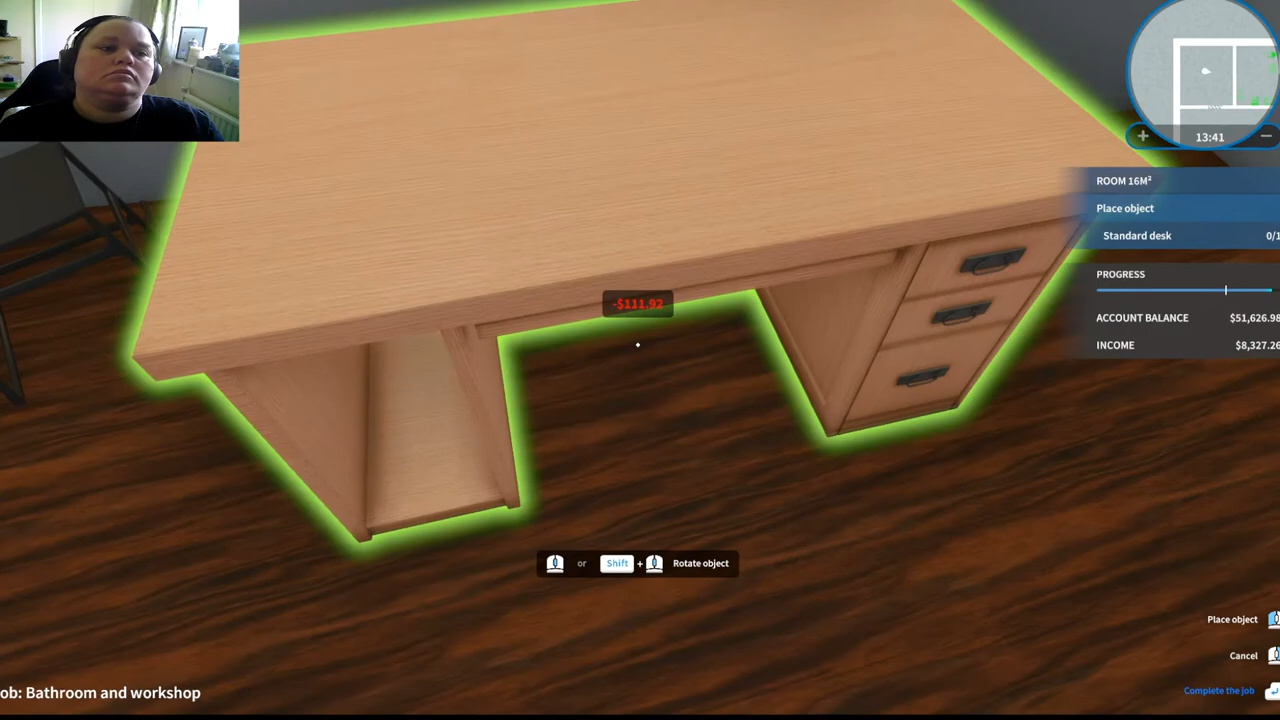 13:41
ROOM 16M²
Place object
Standard desk 0/1
PROGRESS
ACCOUNT BALANCE $51,626.98
INCOME $8,327.26
-$111.92
or Shift + Rotate object
Place object
Cancel
Complete the job
ob: Bathroom and workshop